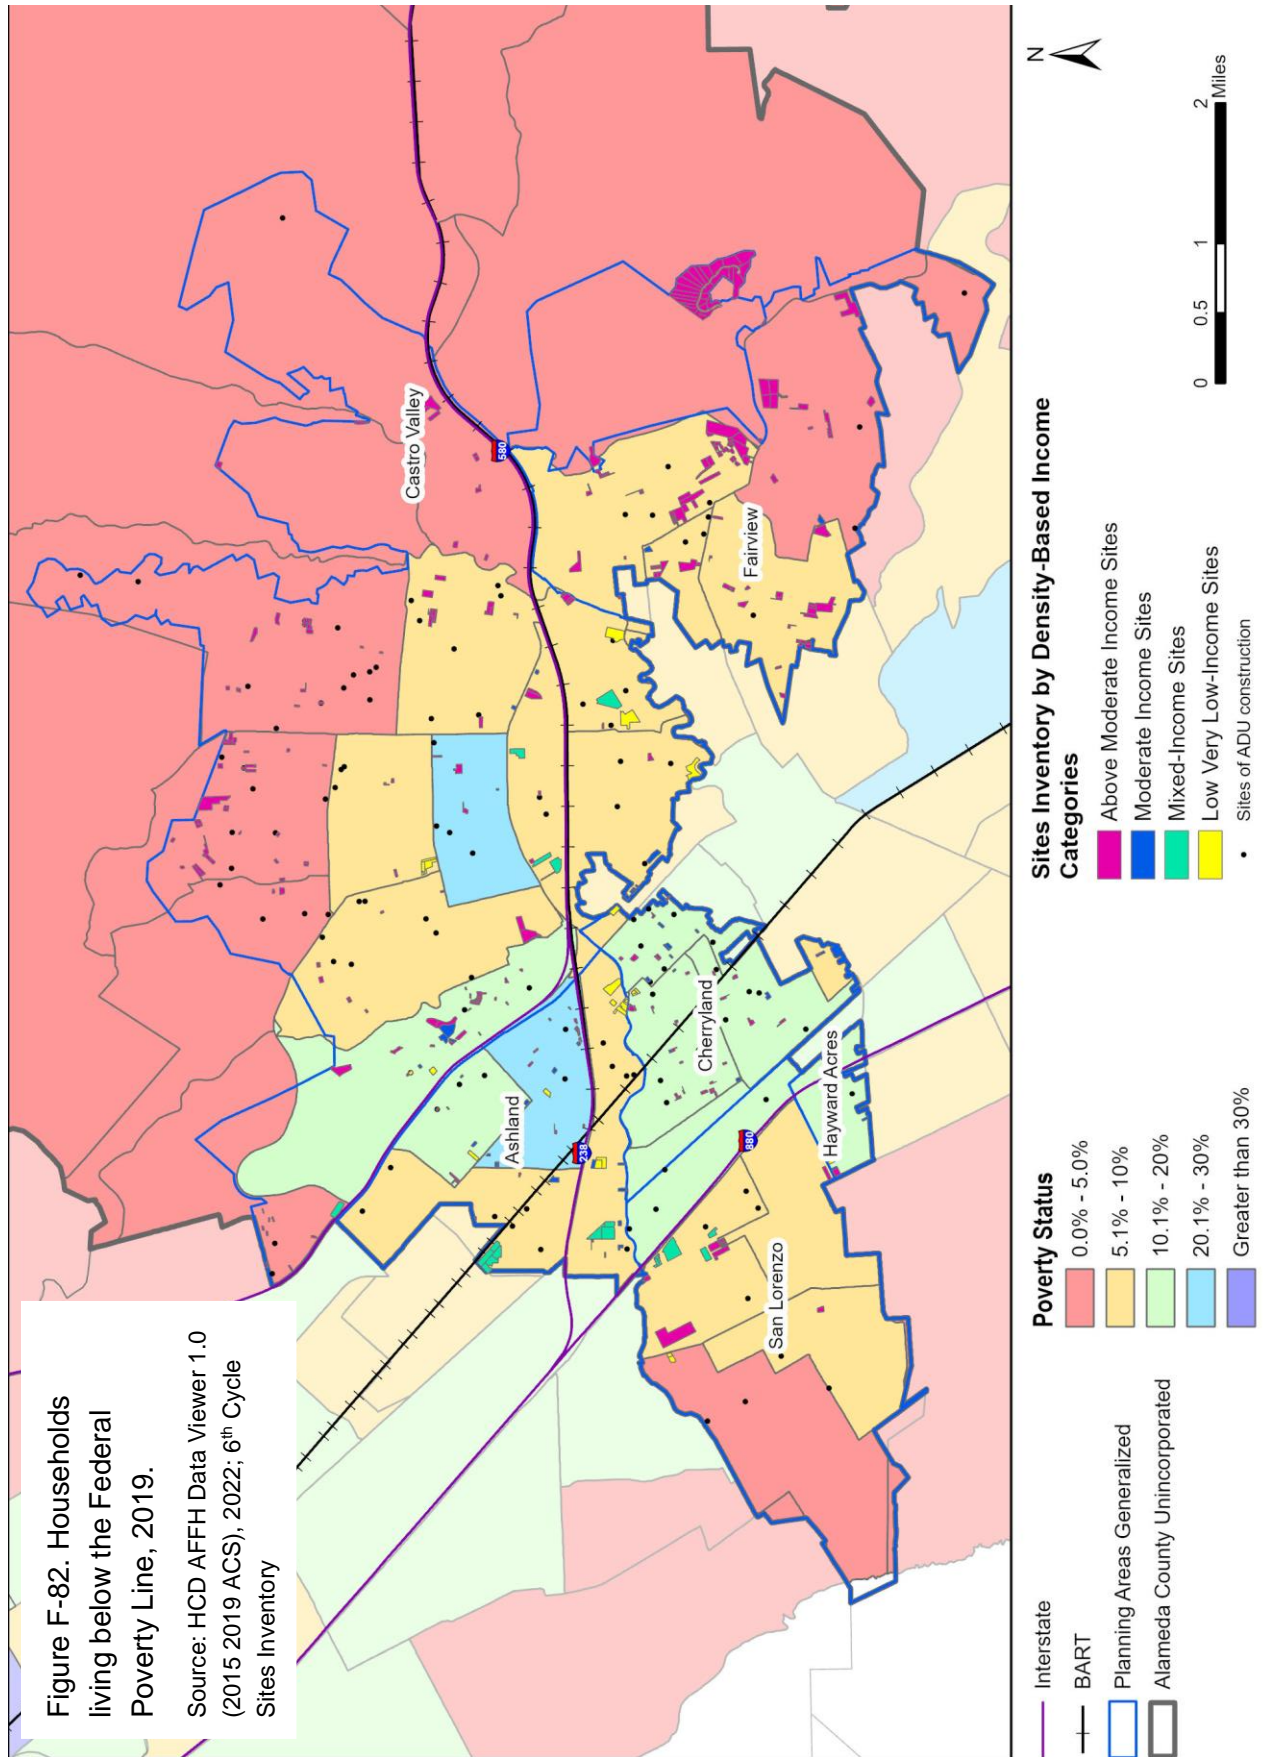 Figure F-82. Households
living below the Federal
Poverty Line, 2019.
Source: HCD AFFH Data Viewer 1.0
(2015 2019 ACS), 2022; 6th Cycle
Sites Inventory
Castro Valley
580
Fairview
Ashland
238
Cherryland
Hayward Acres
880
San Lorenzo
Interstate
BART
Planning Areas Generalized
Alameda County Unincorporated
Poverty Status
0.0% - 5.0%
5.1% - 10%
10.1% - 20%
20.1% - 30%
Greater than 30%
Sites Inventory by Density-Based Income
Categories
Above Moderate Income Sites
Moderate Income Sites
Mixed-Income Sites
Low Very Low-Income Sites
Sites of ADU construction
N
0 0.5 1 2
Miles